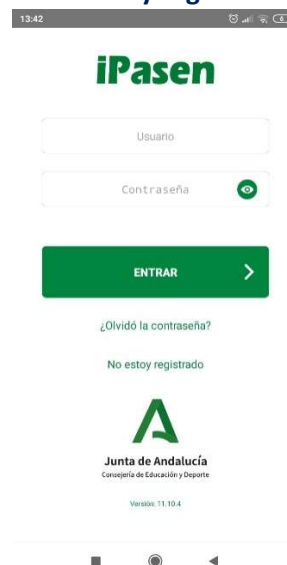 13:42
iPasen
Usuario
Contraseña
ENTRAR
¿Olvidó la contraseña?
No estoy registrado
Junta de Andalucía
Consejería de Educación y Deporte
Versión: 11.10.4